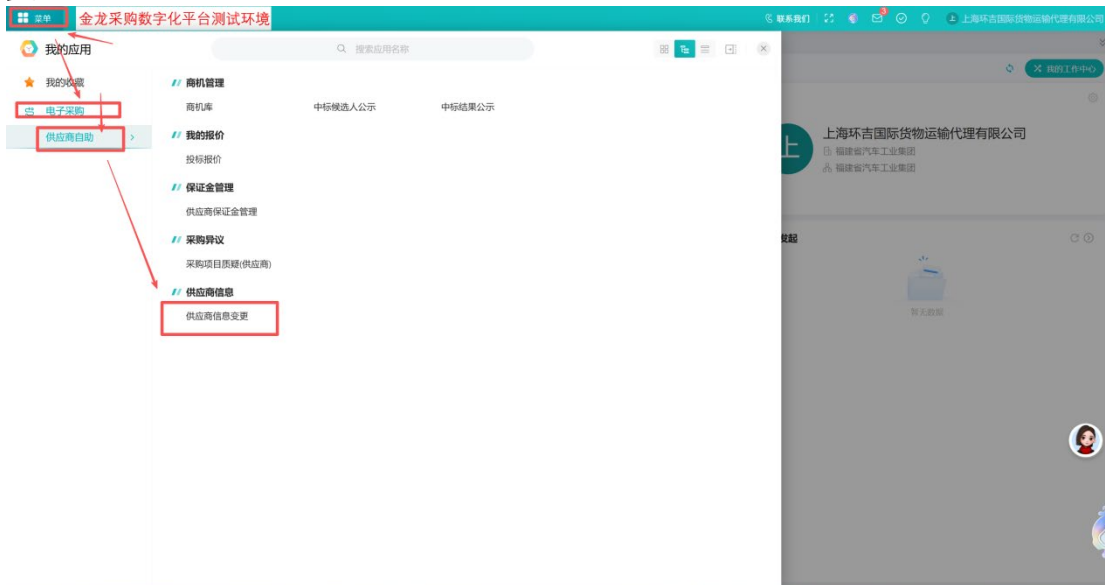 菜单 金龙采购数字化平台测试环境 联系我们 3 上 上海环吉国际货物运输代理有限公司
我的应用 搜索应用名称
我的工作中心
我的收藏
电子采购
供应商自助
商机管理
商机库 中标候选人公示 中标结果公示
我的报价
投标报价
保证金管理
供应商保证金管理
采购异议
采购项目质疑(供应商)
供应商信息
供应商信息变更
上
上海环吉国际货物运输代理有限公司
福建省汽车工业集团
福建省汽车工业集团
发起
暂无数据